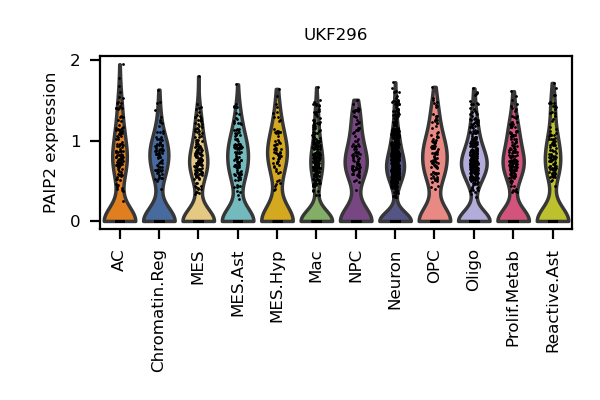 UKF296
PAIP2 expression
2
1
0
AC
Chromatin.Reg
MES
MES.Ast
MES.Hyp
Mac
NPC
Neuron
OPC
Oligo
Prolif.Metab
Reactive.Ast